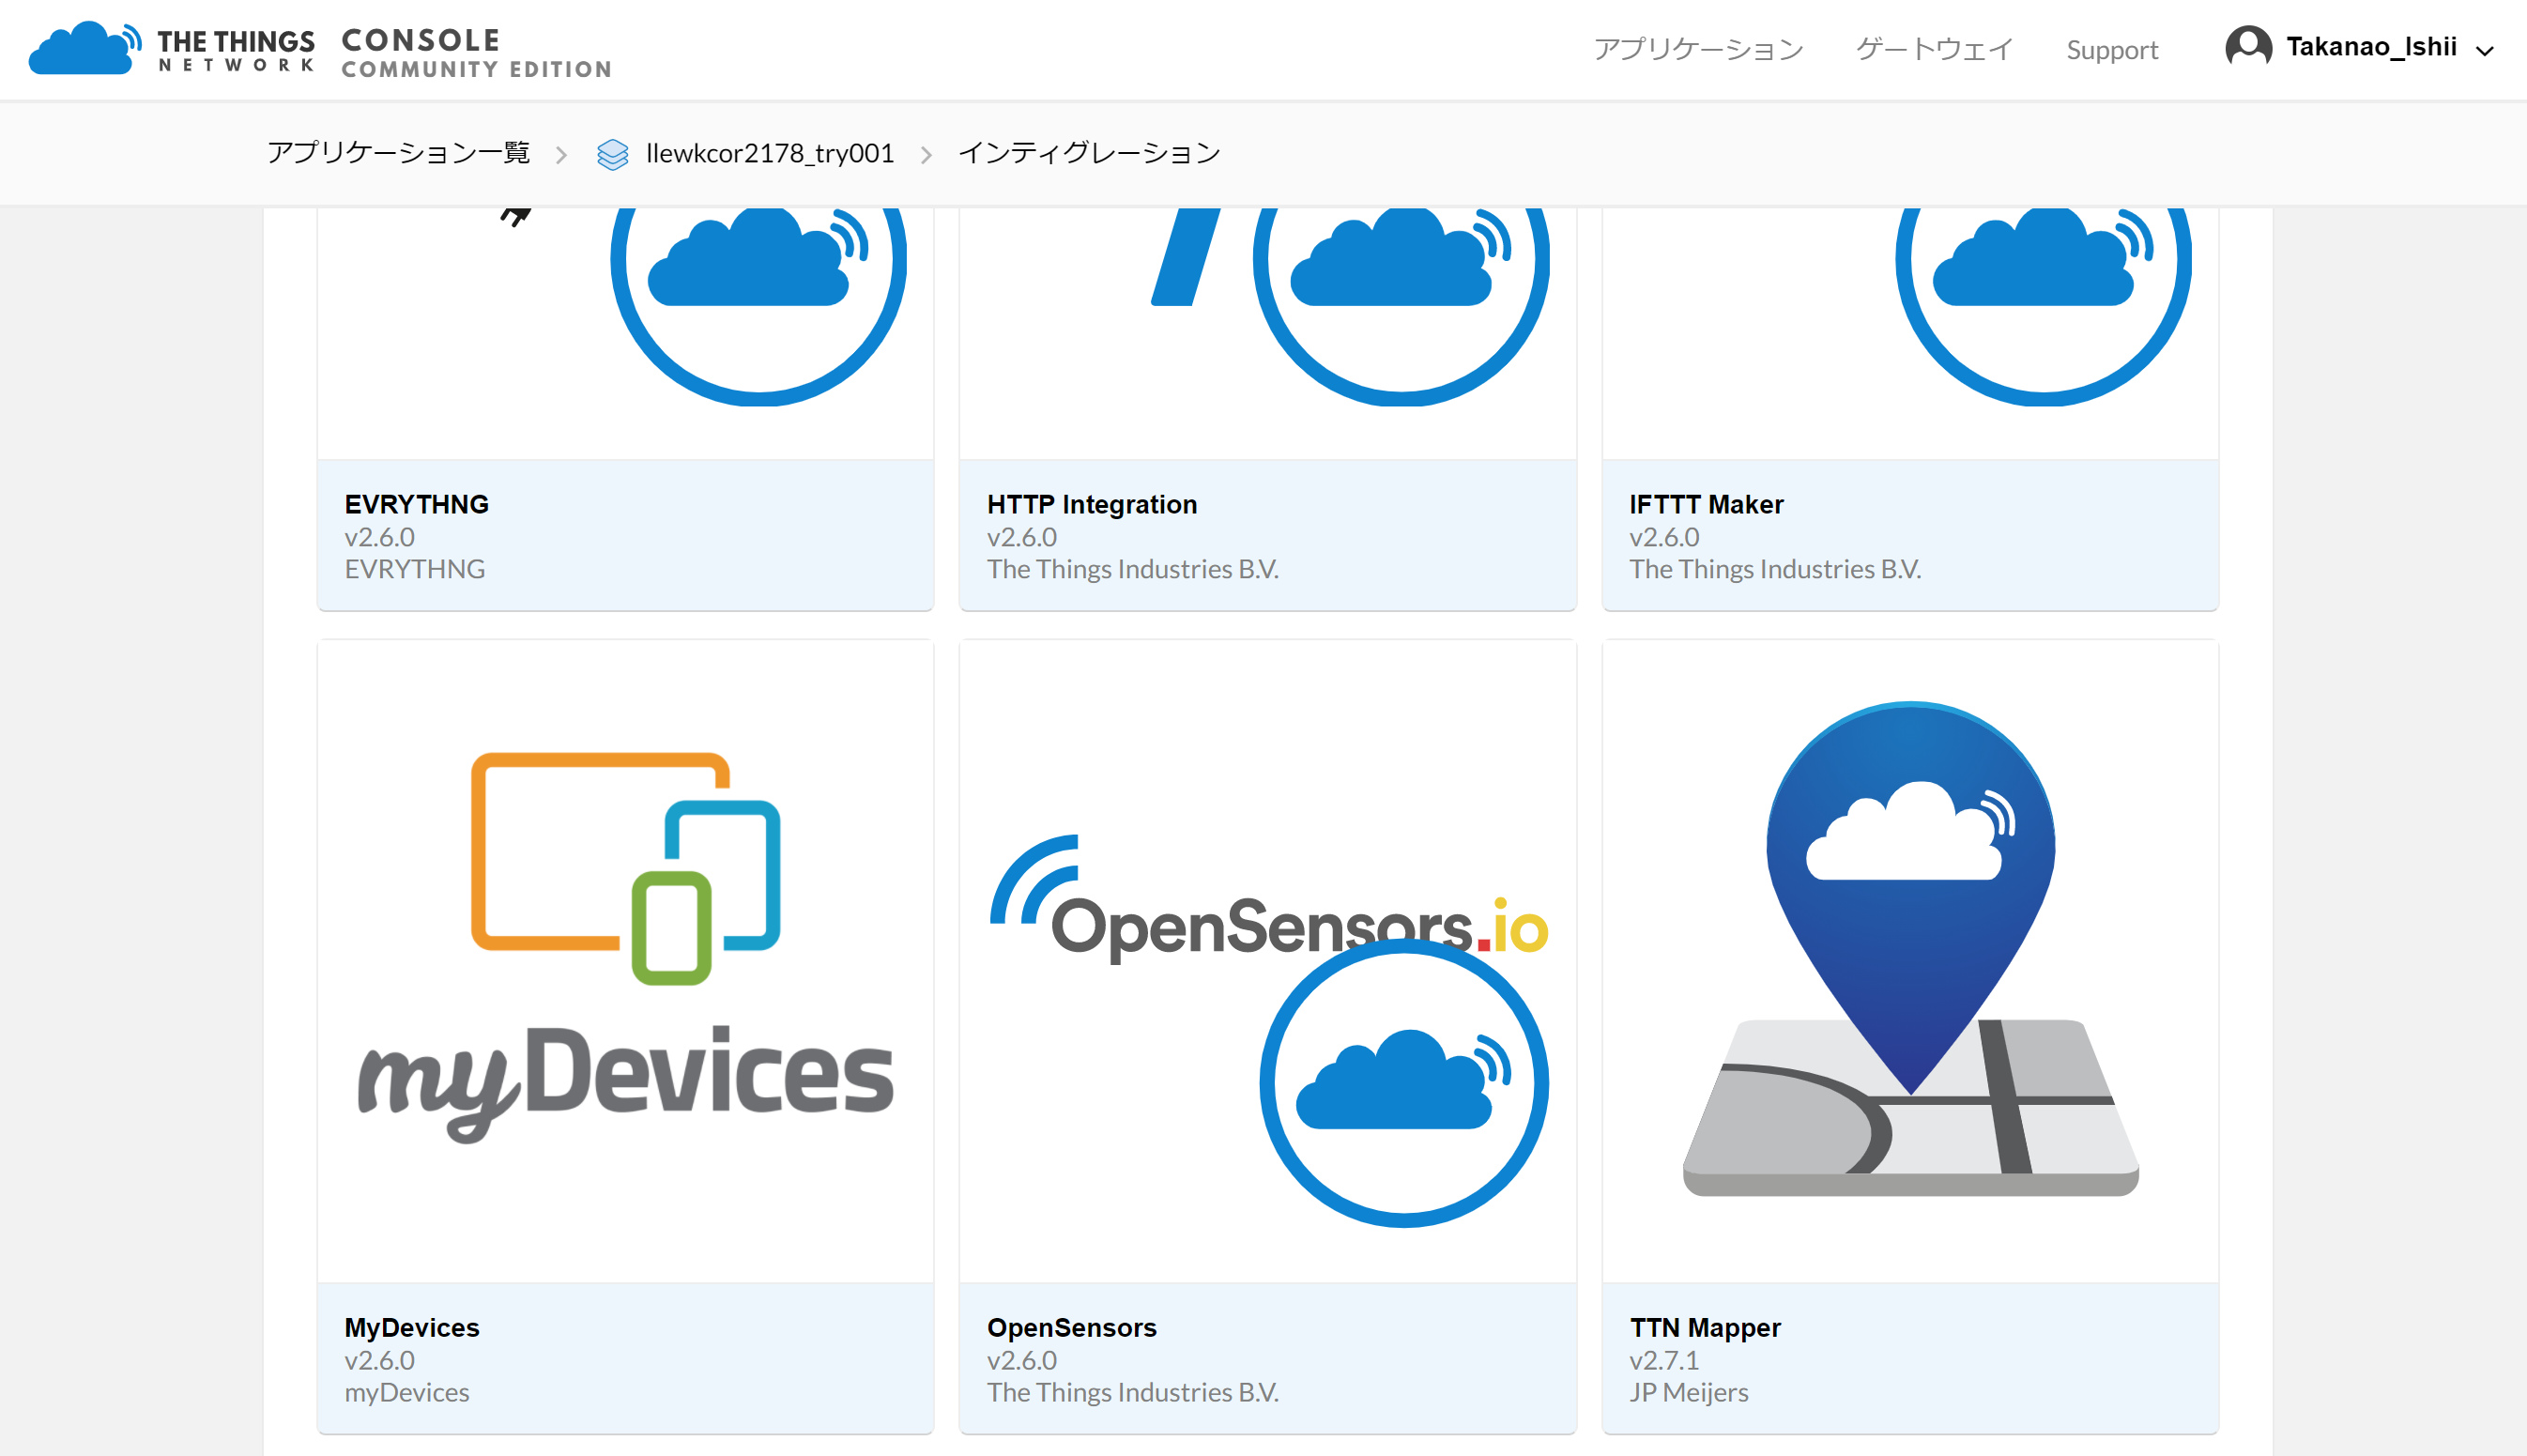 THE THINGS
NETWORK
CONSOLE
COMMUNITY EDITION
アプリケーション
ゲートウェイ
Support
Takanao_Ishii
アプリケーション一覧
llewkcor2178_try001
インティグレーション
EVRYTHNG
v2.6.0
EVRYTHNG
HTTP Integration
v2.6.0
The Things Industries B.V.
IFTTT Maker
v2.6.0
The Things Industries B.V.
myDevices
OpenSensors.io
MyDevices
v2.6.0
myDevices
OpenSensors
v2.6.0
The Things Industries B.V.
TTN Mapper
v2.7.1
JP Meijers